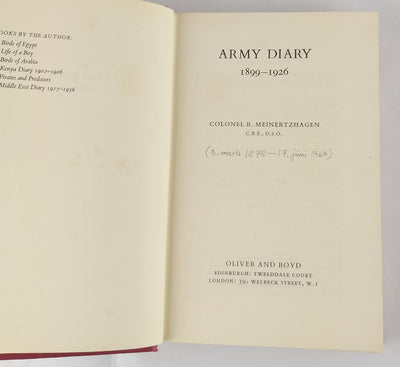 OOKS BY THE AUTHOR:
Birds of Egypt
Life of a Boy
Birds of Arabia
Kenya Diary 1902–1906
Pirates and Predators
Middle East Diary 1917–1956
ARMY DIARY
1899–1926
COLONEL R. MEINERTZHAGEN
C.B.E., D.S.O.
(3. marts 1878 — 17. juni 1967)
OLIVER AND BOYD
EDINBURGH: TWEEDDALE COURT
LONDON: 39a WELBECK STREET, W.1